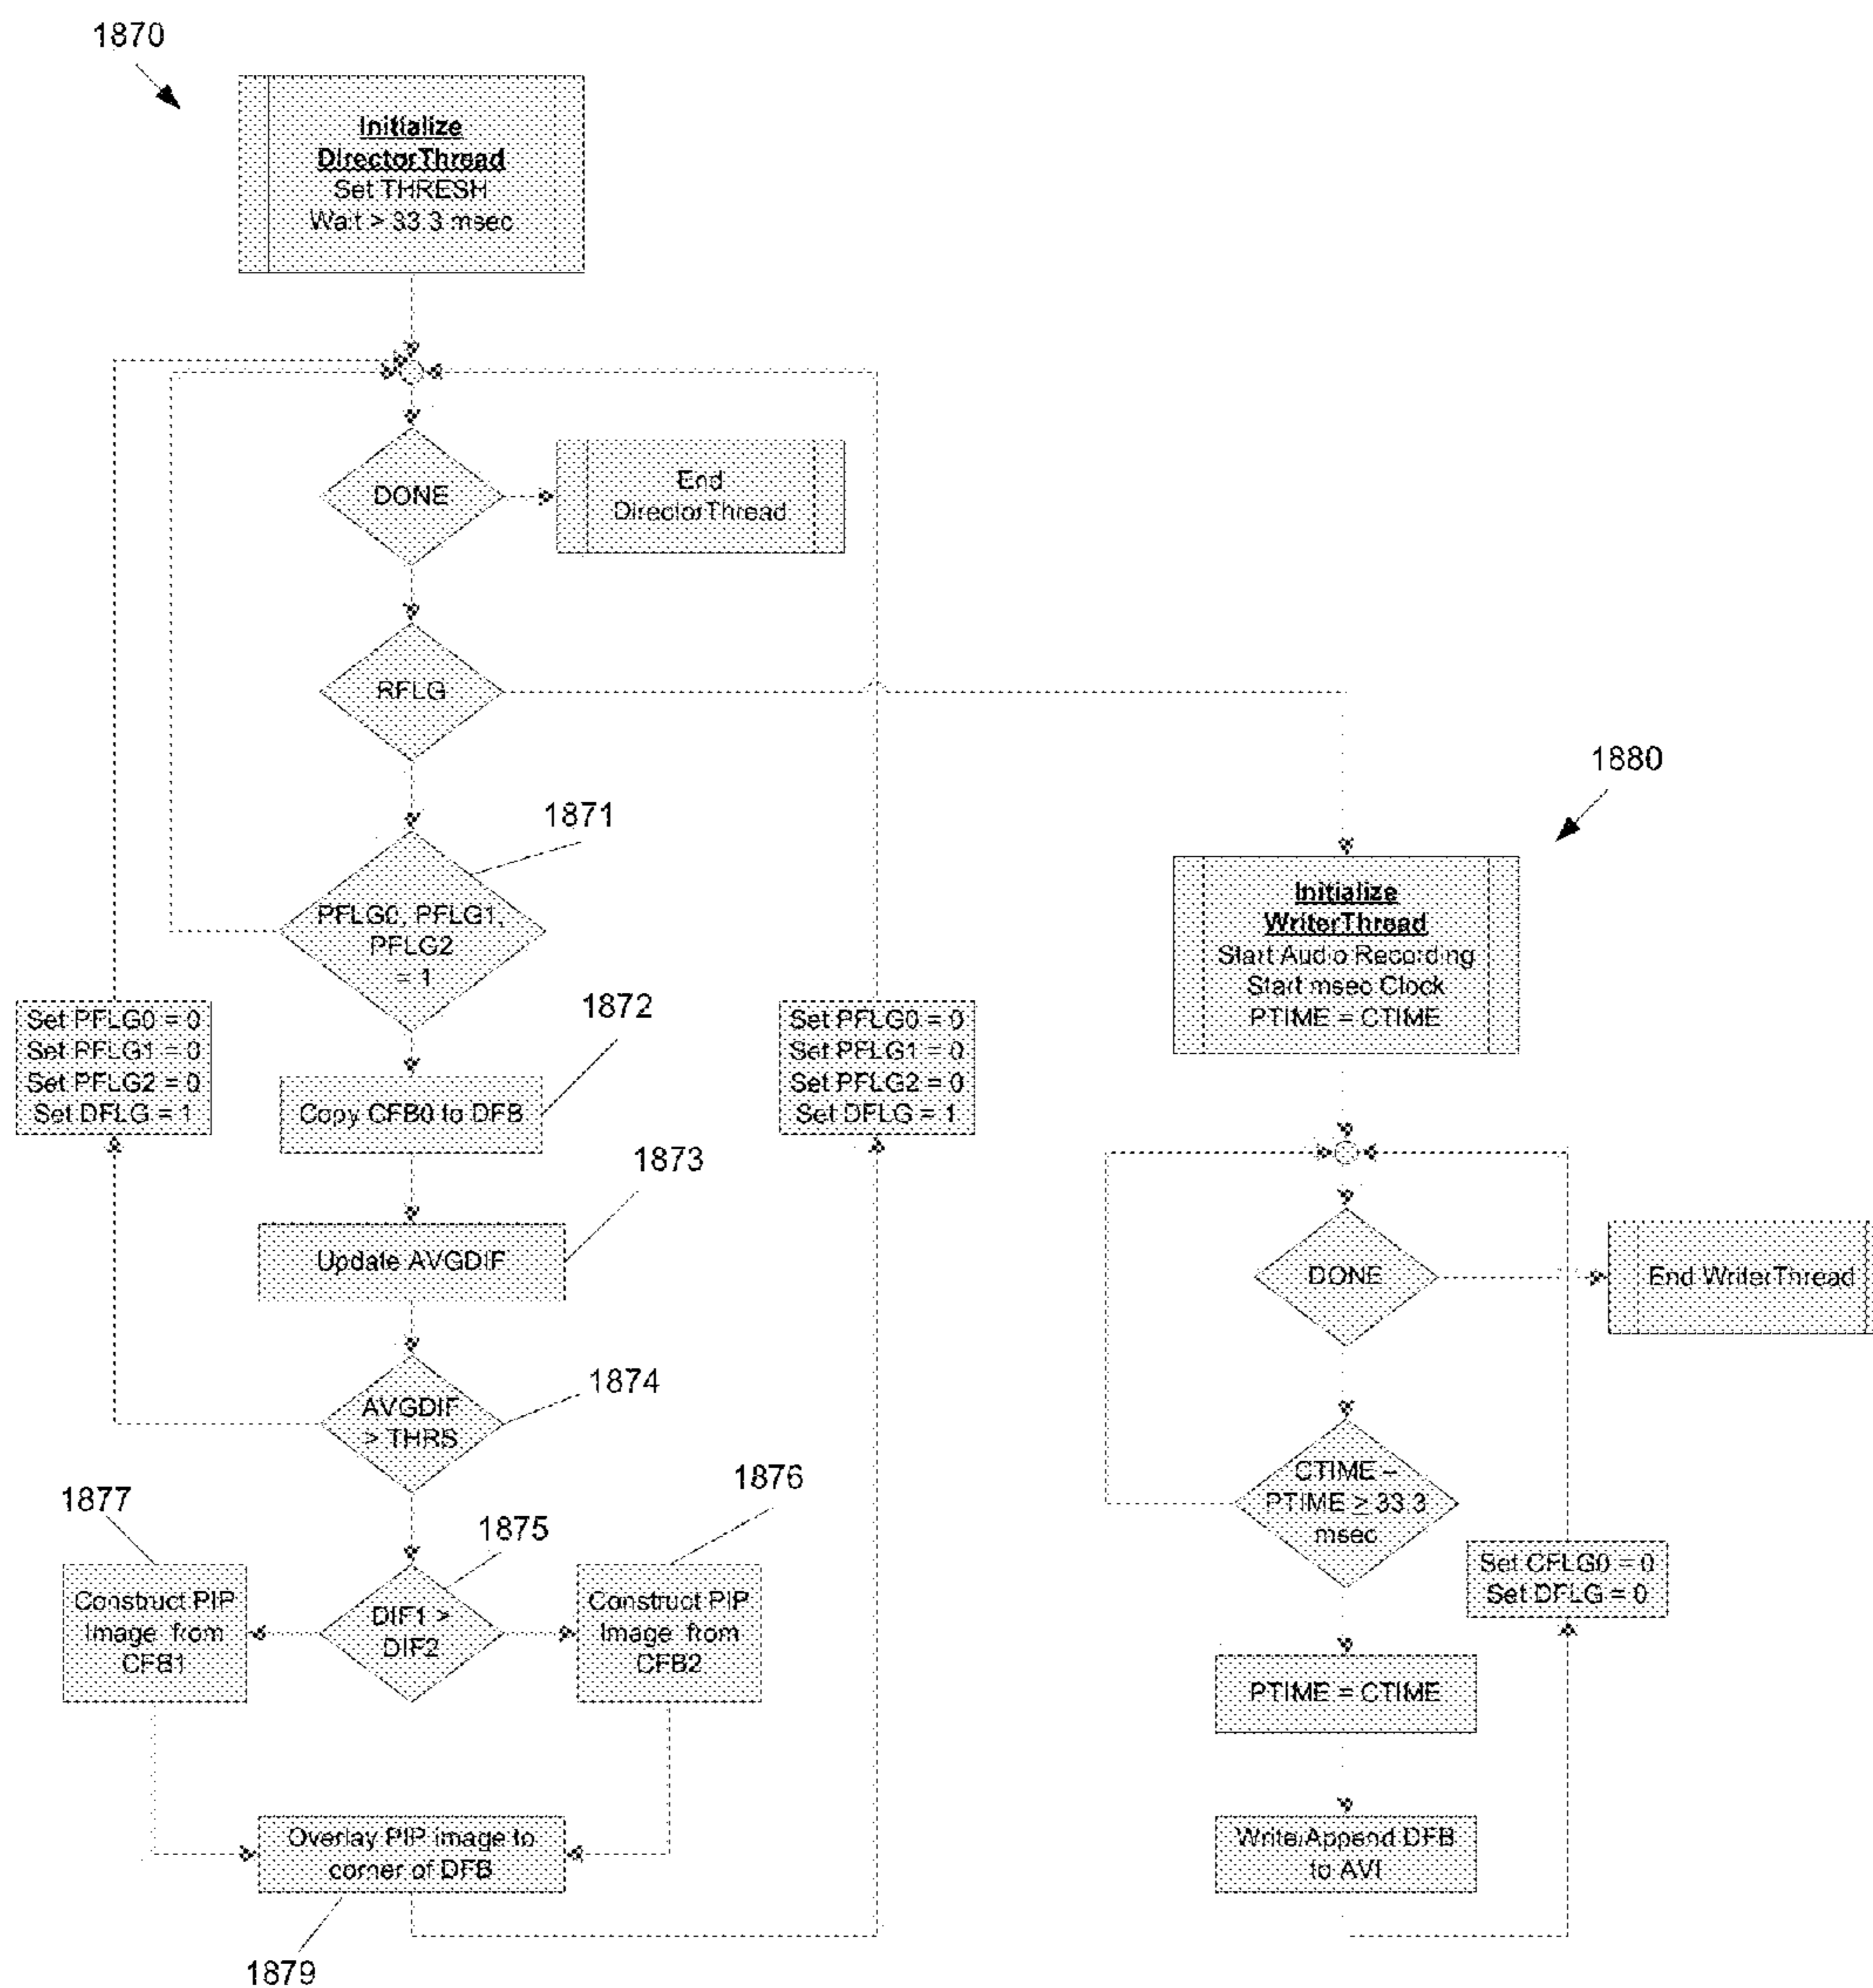 1870
Initialize
DirectorThread
Set THRESH
Wait > 33.3 msec
DONE
End
DirectorThread
RFLG
1871
PFLG0, PFLG1,
PFLG2
= 1
Set PFLG0 = 0
Set PFLG1 = 0
Set PFLG2 = 0
Set DFLG = 1
1872
Copy CFB0 to DFB
1873
Update AVGDIF
1874
AVGDIF
> THRS
1875
DIF1 >
DIF2
1877
Construct PIP
Image from
CFB1
1876
Construct PIP
Image from
CFB2
Overlay PIP image to
corner of DFB
1879
Set PFLG0 = 0
Set PFLG1 = 0
Set PFLG2 = 0
Set DFLG = 1
1880
Initialize
WriterThread
Start Audio Recording
Start msec Clock
PTIME = CTIME
DONE
End WriterThread
CTIME –
PTIME ≥ 33.3
msec
Set CFLG0 = 0
Set DFLG = 0
PTIME = CTIME
Write/Append DFB
to AVI